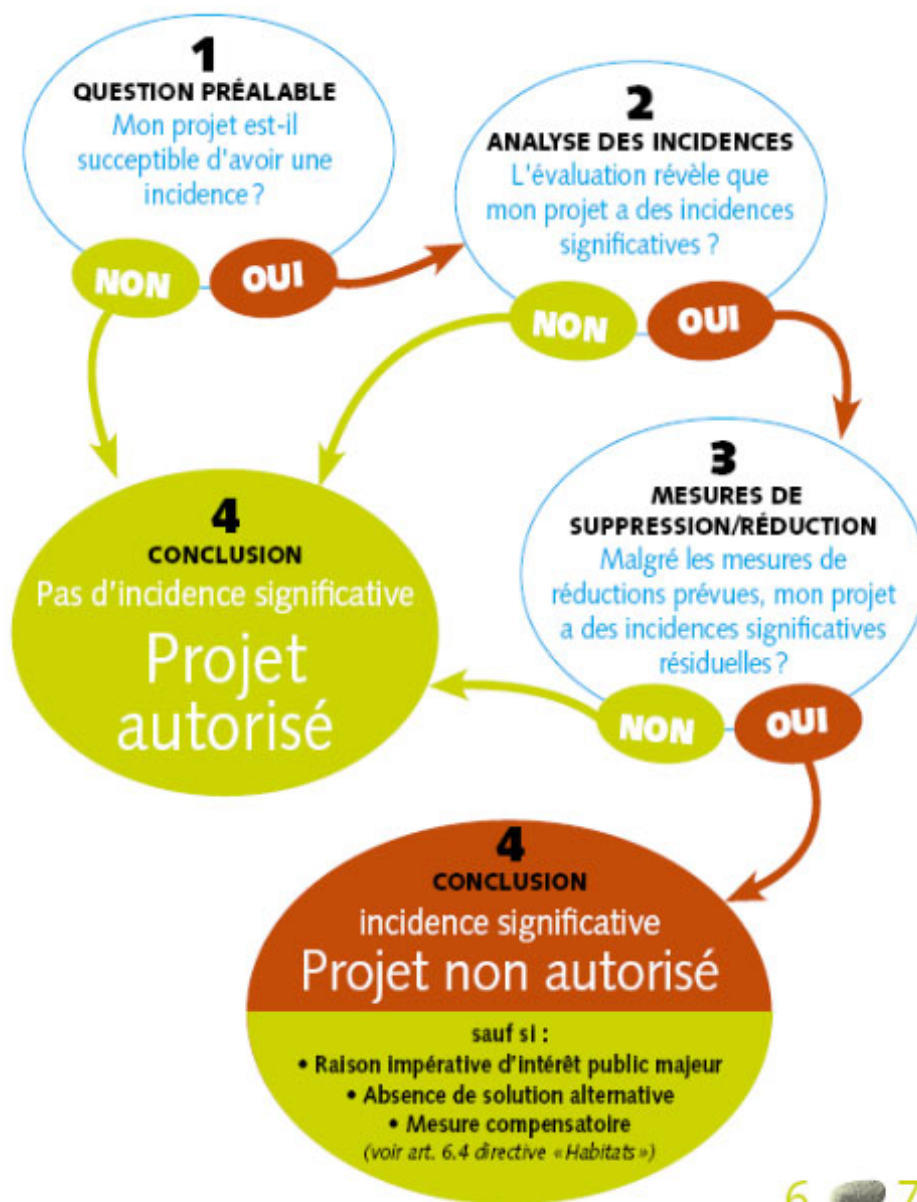 1
QUESTION PRÉALABLE
Mon projet est-il
succeptible d'avoir une
incidence ?
NON
OUI
2
ANALYSE DES INCIDENCES
L'évaluation révèle que
mon projet a des incidences
significatives ?
NON
OUI
3
MESURES DE
SUPPRESSION/RÉDUCTION
Malgré les mesures de
réductions prévues, mon projet
a des incidences significatives
résiduelles ?
NON
OUI
4
CONCLUSION
Pas d'incidence significative
Projet
autorisé
4
CONCLUSION
incidence significative
Projet non autorisé
sauf si :
• Raison impérative d'intérêt public majeur
• Absence de solution alternative
• Mesure compensatoire
(voir art. 6.4 directive « Habitats »)
6 7